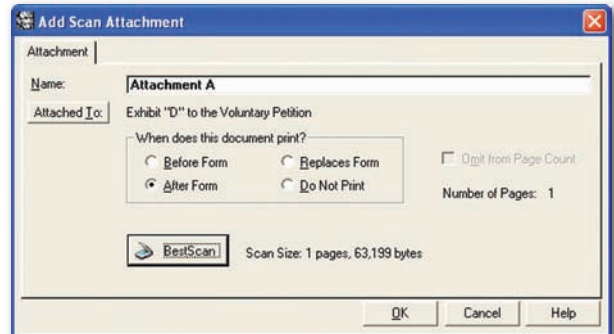 Add Scan Attachment
Attachment
Name: Attachment A
Attached To: Exhibit "D" to the Voluntary Petition
When does this document print?
Before Form Replaces Form Omit from Page Count
After Form Do Not Print Number of Pages: 1
BestScan Scan Size: 1 pages, 63,199 bytes
OK Cancel Help